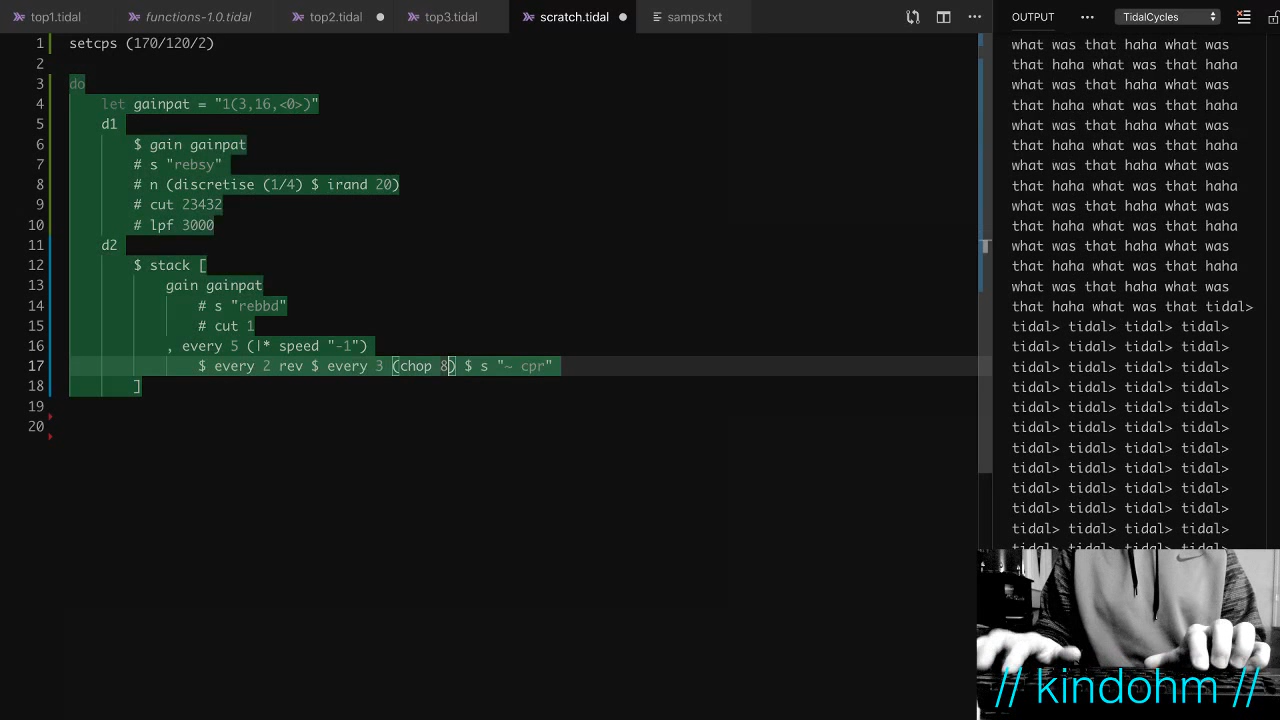 top1.tidal functions-1.0.tidal top2.tidal top3.tidal scratch.tidal samps.txt OUTPUT TidalCycles
1 setcps (170/120/2)
2
3 do
4 let gainpat = "1(3,16,<0>)"
5 d1
6 $ gain gainpat
7 # s "rebsy"
8 # n (discretise (1/4) $ irand 20)
9 # cut 23432
10 # lpf 3000
11 d2
12 $ stack [
13 gain gainpat
14 # s "rebbd"
15 # cut 1
16 , every 5 (|* speed "-1")
17 $ every 2 rev $ every 3 (chop 8) $ s "~ cpr"
18 ]
19
20
what was that haha what was
that haha what was that haha
what was that haha what was
that haha what was that haha
what was that haha what was
that haha what was that haha
what was that haha what was
that haha what was that haha
what was that haha what was
that haha what was that haha
what was that haha what was
that haha what was that haha
what was that haha what was
that haha what was that tidal>
tidal> tidal> tidal> tidal>
tidal> tidal> tidal> tidal>
tidal> tidal> tidal> tidal>
tidal> tidal> tidal> tidal>
tidal> tidal> tidal> tidal>
tidal> tidal> tidal> tidal>
tidal> tidal> tidal> tidal>
tidal> tidal> tidal> tidal>
tidal> tidal> tidal> tidal>
tidal> tidal> tidal> tidal>
tidal> tidal> tidal> tidal>
tidal> tidal> tidal> tidal>
// kindohm //